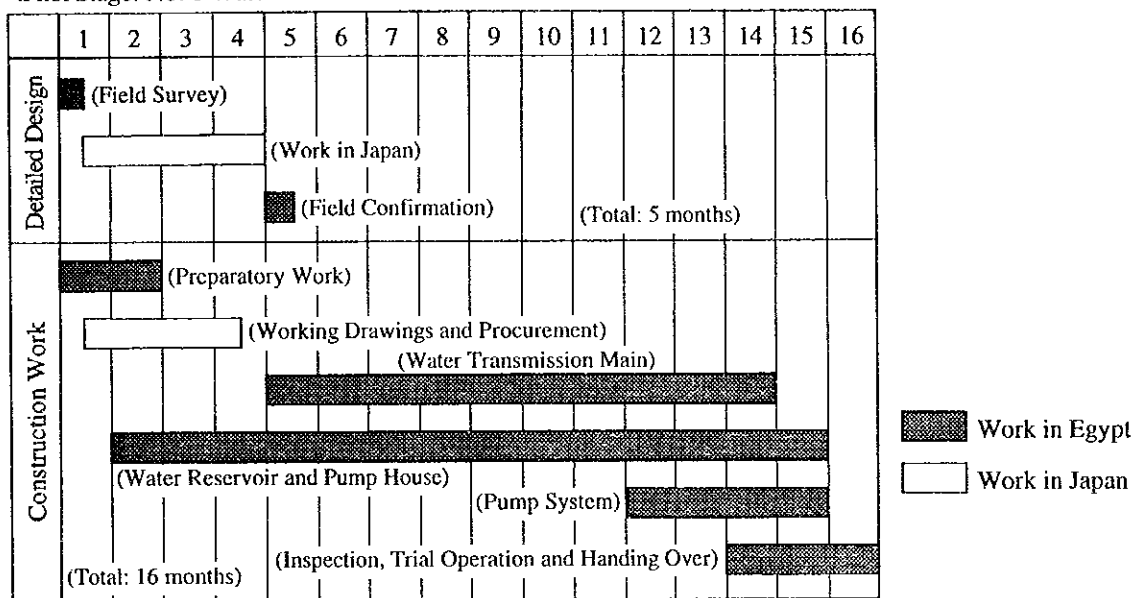 1 2 3 4 5 6 7 8 9 10 11 12 13 14 15 16
Detailed Design
(Field Survey)
(Work in Japan)
(Field Confirmation)
(Total: 5 months)
Construction Work
(Preparatory Work)
(Working Drawings and Procurement)
(Water Transmission Main)
(Water Reservoir and Pump House)
(Pump System)
(Inspection, Trial Operation and Handing Over)
(Total: 16 months)
Work in Egypt
Work in Japan